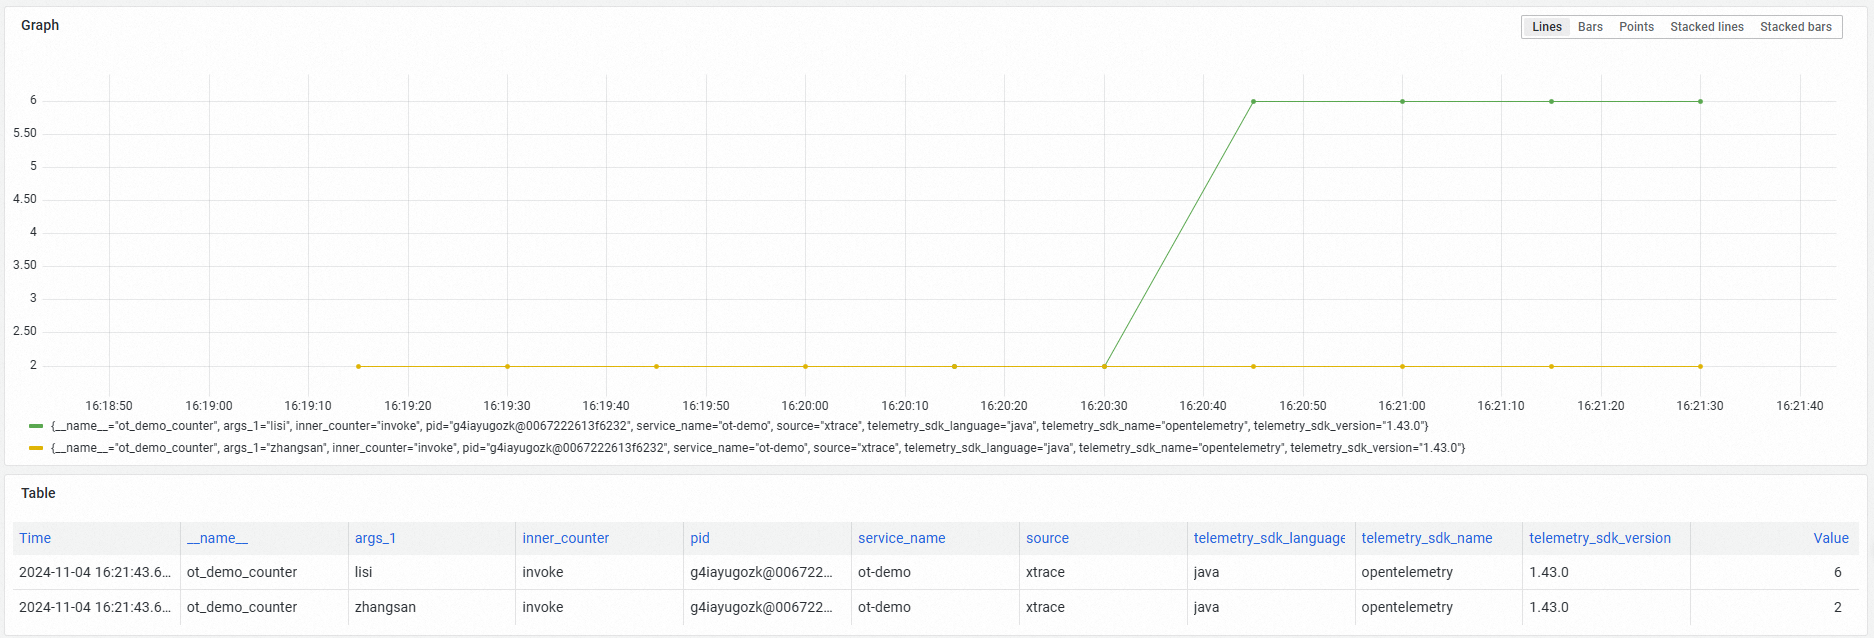 Graph
Lines Bars Points Stacked lines Stacked bars
6
5.50
5
4.50
4
3.50
3
2.50
2
16:18:50 16:19:00 16:19:10 16:19:20 16:19:30 16:19:40 16:19:50 16:20:00 16:20:10 16:20:20 16:20:30 16:20:40 16:20:50 16:21:00 16:21:10 16:21:20 16:21:30 16:21:40
{__name__="ot_demo_counter", args_1="lisi", inner_counter="invoke", pid="g4iayugozk@0067222613f6232", service_name="ot-demo", source="xtrace", telemetry_sdk_language="java", telemetry_sdk_name="opentelemetry", telemetry_sdk_version="1.43.0"}
{__name__="ot_demo_counter", args_1="zhangsan", inner_counter="invoke", pid="g4iayugozk@0067222613f6232", service_name="ot-demo", source="xtrace", telemetry_sdk_language="java", telemetry_sdk_name="opentelemetry", telemetry_sdk_version="1.43.0"}
Table
Time __name__ args_1 inner_counter pid service_name source telemetry_sdk_language telemetry_sdk_name telemetry_sdk_version Value
2024-11-04 16:21:43.6... ot_demo_counter lisi invoke g4iayugozk@006722... ot-demo xtrace java opentelemetry 1.43.0 6
2024-11-04 16:21:43.6... ot_demo_counter zhangsan invoke g4iayugozk@006722... ot-demo xtrace java opentelemetry 1.43.0 2